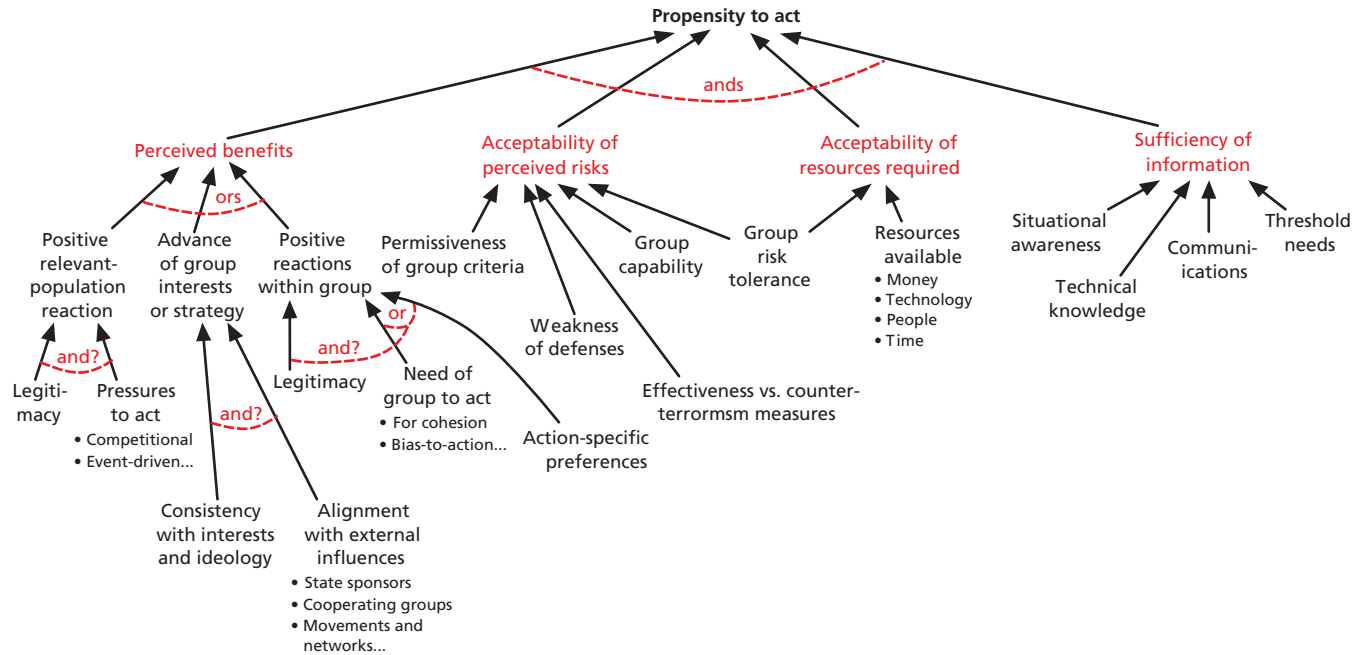 Propensity to act
ands
Perceived benefits
Acceptability of
perceived risks
Acceptability of
resources required
Sufficiency of
information
ors
Positive
relevant-
population
reaction
Advance
of group
interests
or strategy
Positive
reactions
within group
Permissiveness
of group criteria
Group
capability
Group
risk
tolerance
Resources
available
• Money
• Technology
• People
• Time
Situational
awareness
Technical
knowledge
Communi-
ications
Threshold
needs
Weakness
of defenses
Effectiveness vs. counter-
terrormsm measures
and?
Legiti-
macy
Pressures
to act
• Competitional
• Event-driven...
and?
or
and?
Legitimacy
Need of
group to act
• For cohesion
• Bias-to-action...
Action-specific
preferences
Consistency
with interests
and ideology
Alignment
with external
influences
• State sponsors
• Cooperating groups
• Movements and
networks...